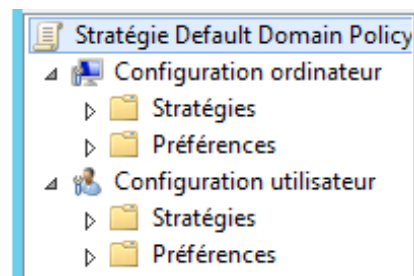 Stratégie Default Domain Policy
Configuration ordinateur
Stratégies
Préférences
Configuration utilisateur
Stratégies
Préférences